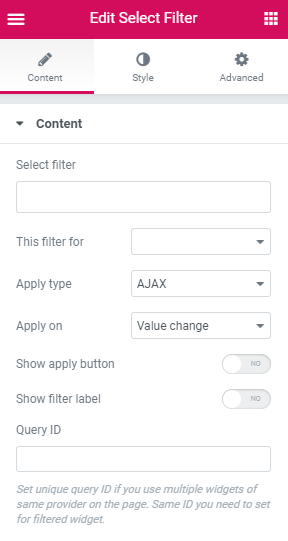 Edit Select Filter
Content Style Advanced
Content
Select filter
This filter for
Apply type AJAX
Apply on Value change
Show apply button NO
Show filter label NO
Query ID
Set unique query ID if you use multiple widgets of
same provider on the page. Same ID you need to set
for filtered widget.